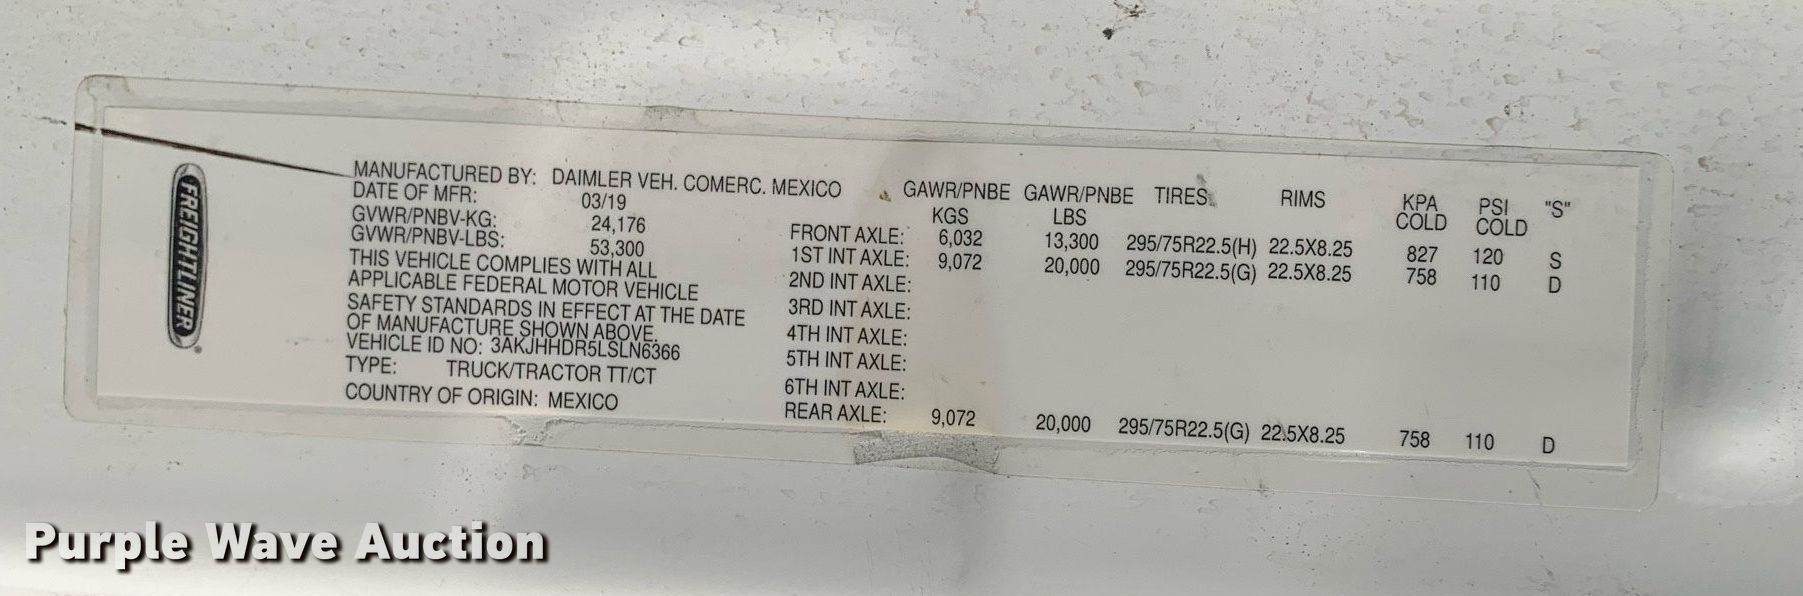 FREIGHTLINER
MANUFACTURED BY: DAIMLER VEH. COMERC. MEXICO
DATE OF MFR: 03/19
GVWR/PNBV-KG: 24,176
GVWR/PNBV-LBS: 53,300
THIS VEHICLE COMPLIES WITH ALL
APPLICABLE FEDERAL MOTOR VEHICLE
SAFETY STANDARDS IN EFFECT AT THE DATE
OF MANUFACTURE SHOWN ABOVE.
VEHICLE ID NO: 3AKJHHDR5LSLN6366
TYPE: TRUCK/TRACTOR TT/CT
COUNTRY OF ORIGIN: MEXICO
GAWR/PNBE GAWR/PNBE TIRES RIMS KPA PSI "S"
KGS LBS COLD COLD
FRONT AXLE: 6,032 13,300 295/75R22.5(H) 22.5X8.25 827 120 S
1ST INT AXLE: 9,072 20,000 295/75R22.5(G) 22.5X8.25 758 110 D
2ND INT AXLE:
3RD INT AXLE:
4TH INT AXLE:
5TH INT AXLE:
6TH INT AXLE:
REAR AXLE: 9,072 20,000 295/75R22.5(G) 22.5X8.25 758 110 D
Purple Wave Auction